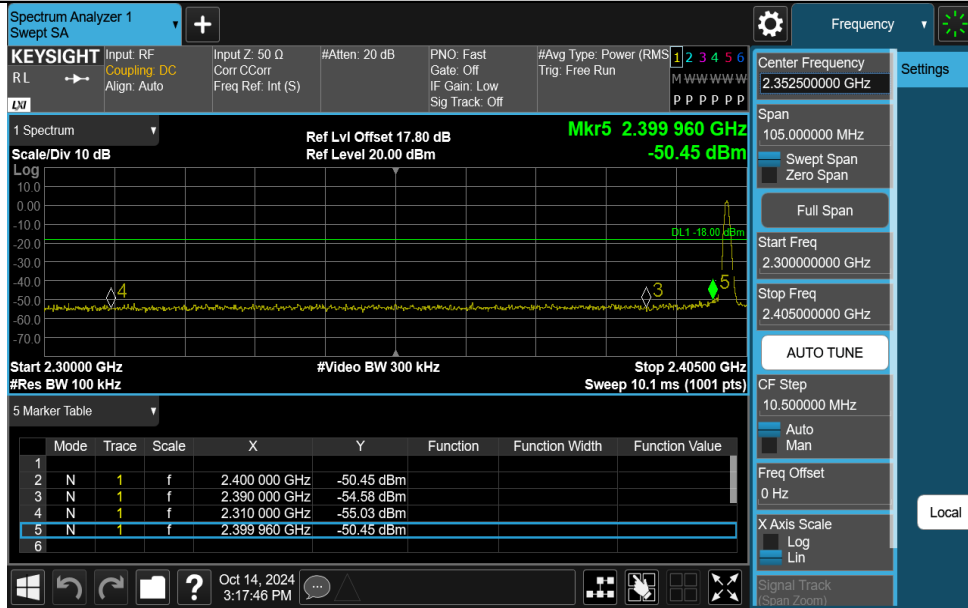 Spectrum Analyzer 1
Swept SA
+
Frequency
KEYSIGHT
R L
LXI
Input: RF
Coupling: DC
Align: Auto
Input Z: 50 Ω
Corr CCorr
Freq Ref: Int (S)
#Atten: 20 dB
PNO: Fast
Gate: Off
IF Gain: Low
Sig Track: Off
#Avg Type: Power (RMS
Trig: Free Run
1 2 3 4 5 6
M W W W W W
P P P P P P
1 Spectrum
Scale/Div 10 dB
Log
Ref Lvl Offset 17.80 dB
Ref Level 20.00 dBm
Mkr5 2.399 960 GHz
-50.45 dBm
10.0
0.00
-10.0
-20.0
-30.0
-40.0
-50.0
-60.0
-70.0
DL1 -18.00 dBm
4
3
5
Start 2.30000 GHz
#Video BW 300 kHz
Stop 2.40500 GHz
#Res BW 100 kHz
Sweep 10.1 ms (1001 pts)
5 Marker Table
Mode Trace Scale X Y Function Function Width Function Value
1
2 N 1 f 2.400 000 GHz -50.45 dBm
3 N 1 f 2.390 000 GHz -54.58 dBm
4 N 1 f 2.310 000 GHz -55.03 dBm
5 N 1 f 2.399 960 GHz -50.45 dBm
6
?
Oct 14, 2024
3:17:46 PM
Center Frequency
2.352500000 GHz
Span
105.000000 MHz
Swept Span
Zero Span
Full Span
Start Freq
2.300000000 GHz
Stop Freq
2.405000000 GHz
AUTO TUNE
CF Step
10.500000 MHz
Auto
Man
Freq Offset
0 Hz
X Axis Scale
Log
Lin
Signal Track
(Span Zoom)
Settings
Local